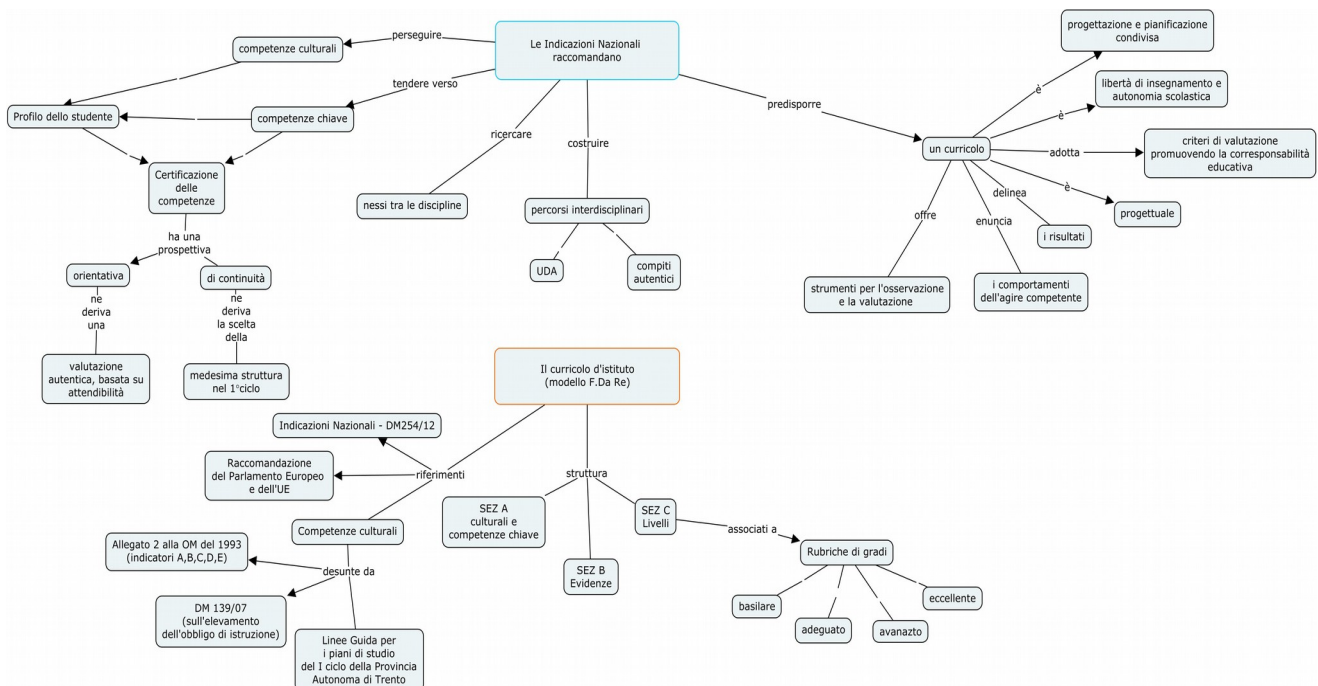 Le Indicazioni Nazionali
raccomandano
perseguire
competenze culturali
tendere verso
competenze chiave
Profilo dello studente
Certificazione
delle
competenze
ha una
prospettiva
orientativa
ne
deriva
una
valutazione
autentica, basata su
attendibilità
di continuità
ne
deriva
la scelta
della
medesima struttura
nel 1°ciclo
ricercare
nessi tra le discipline
costruire
percorsi interdisciplinari
UDA
compiti
autentici
predisporre
un curricolo
è
progettazione e pianificazione
condivisa
è
libertà di insegnamento e
autonomia scolastica
adotta
criteri di valutazione
promuovendo la corresponsabilità
educativa
è
progettuale
delinea
i risultati
enuncia
i comportamenti
dell'agire competente
offre
strumenti per l'osservazione
e la valutazione
Il curricolo d'istituto
(modello F.Da Re)
riferimenti
Indicazioni Nazionali - DM254/12
Raccomandazione
del Parlamento Europeo
e dell'UE
Competenze culturali
desunte da
Allegato 2 alla OM del 1993
(indicatori A,B,C,D,E)
DM 139/07
(sull'elevamento
dell'obbligo di istruzione)
Linee Guida per
i piani di studio
del I ciclo della Provincia
Autonoma di Trento
struttura
SEZ A
culturali e
competenze chiave
SEZ B
Evidenze
SEZ C
Livelli
associati a
Rubriche di gradi
basilare
adeguato
avanazto
eccellente